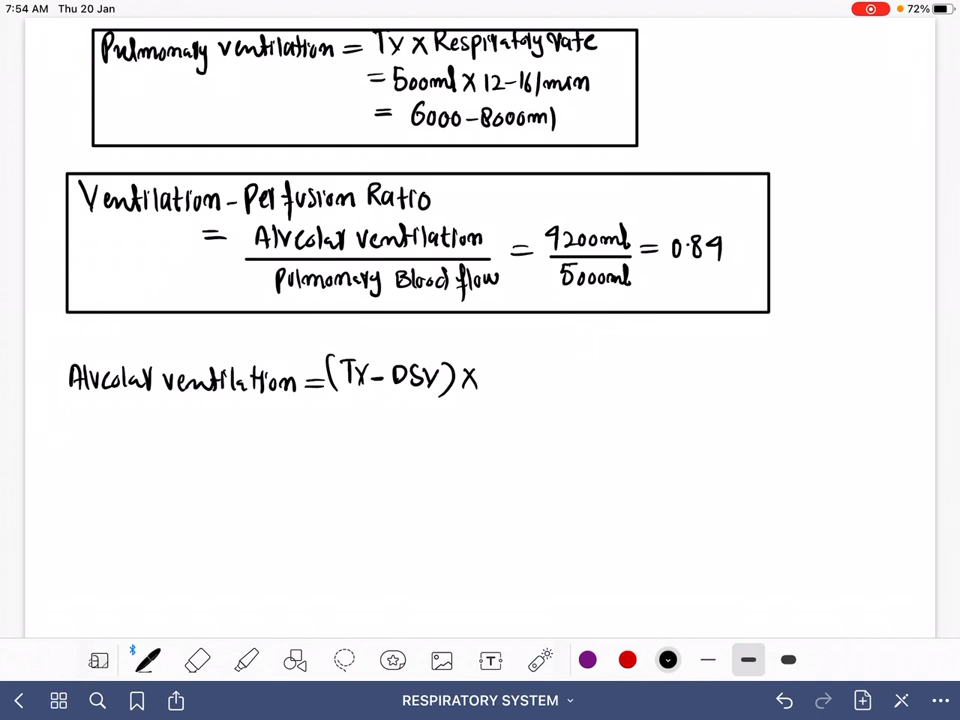 7:54 AM Thu 20 Jan
72%
Pulmonary ventilation = TV X Respiratory rate
= 500ml X 12-16/min
= 6000-8000ml
Ventilation-Perfusion Ratio
= Alveolar ventilation / Pulmonary Blood flow = 4200ml / 5000ml = 0.84
Alveolar ventilation = (TV - DSV) X
RESPIRATORY SYSTEM